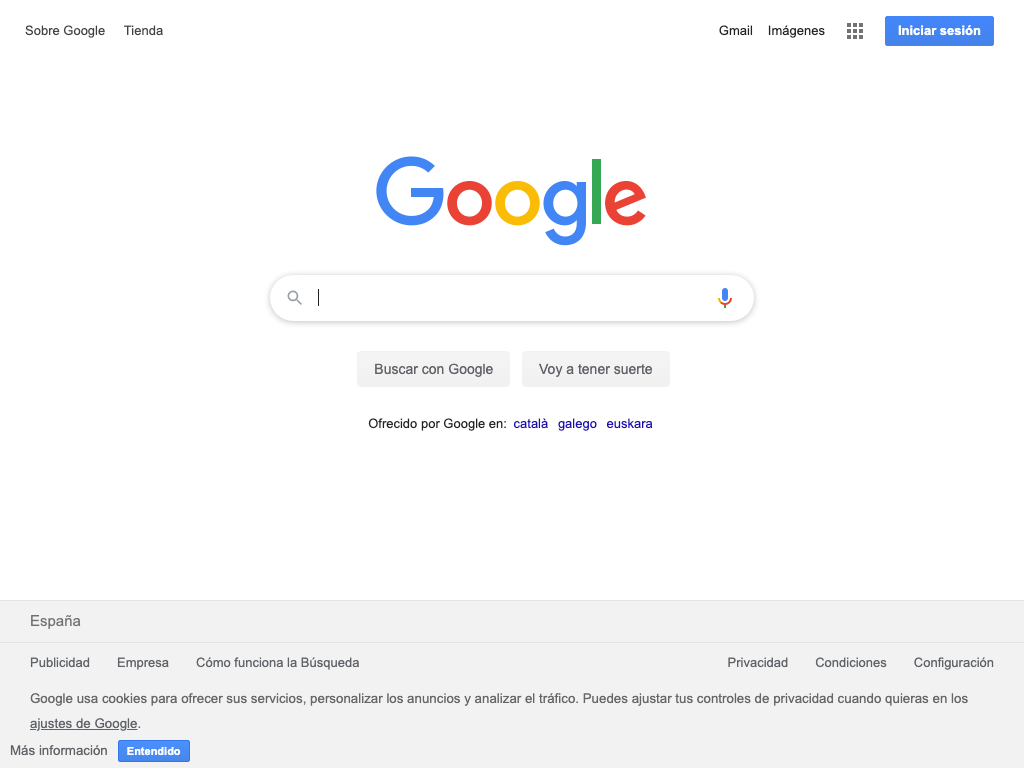 Sobre Google Tienda Gmail Imágenes Iniciar sesión
Google
Buscar con Google Voy a tener suerte
Ofrecido por Google en: català galego euskara
España
Publicidad Empresa Cómo funciona la Búsqueda Privacidad Condiciones Configuración
Google usa cookies para ofrecer sus servicios, personalizar los anuncios y analizar el tráfico. Puedes ajustar tus controles de privacidad cuando quieras en los
ajustes de Google.
Más información Entendido